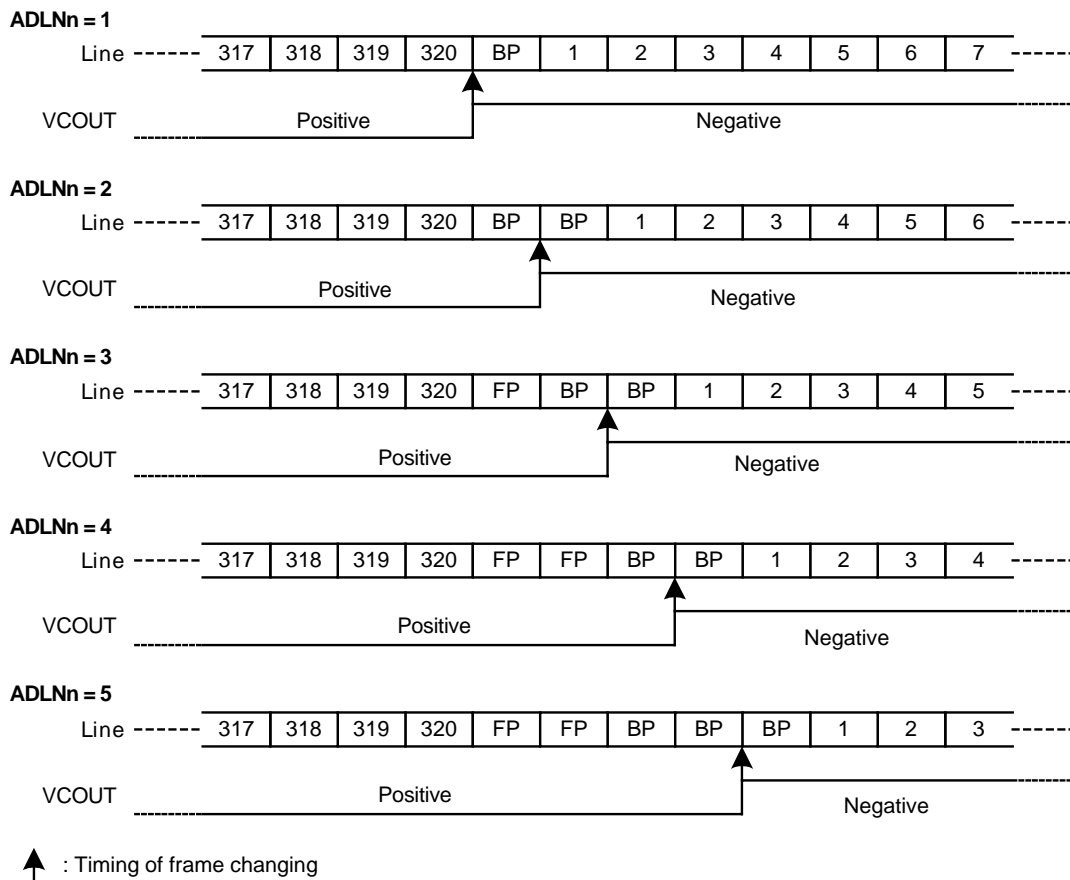 ADLNn = 1
Line 317 318 319 320 BP 1 2 3 4 5 6 7
VCOUT Positive Negative
ADLNn = 2
Line 317 318 319 320 BP BP 1 2 3 4 5 6
VCOUT Positive Negative
ADLNn = 3
Line 317 318 319 320 FP BP BP 1 2 3 4 5
VCOUT Positive Negative
ADLNn = 4
Line 317 318 319 320 FP FP BP BP 1 2 3 4
VCOUT Positive Negative
ADLNn = 5
Line 317 318 319 320 FP FP BP BP BP 1 2 3
VCOUT Positive Negative
: Timing of frame changing